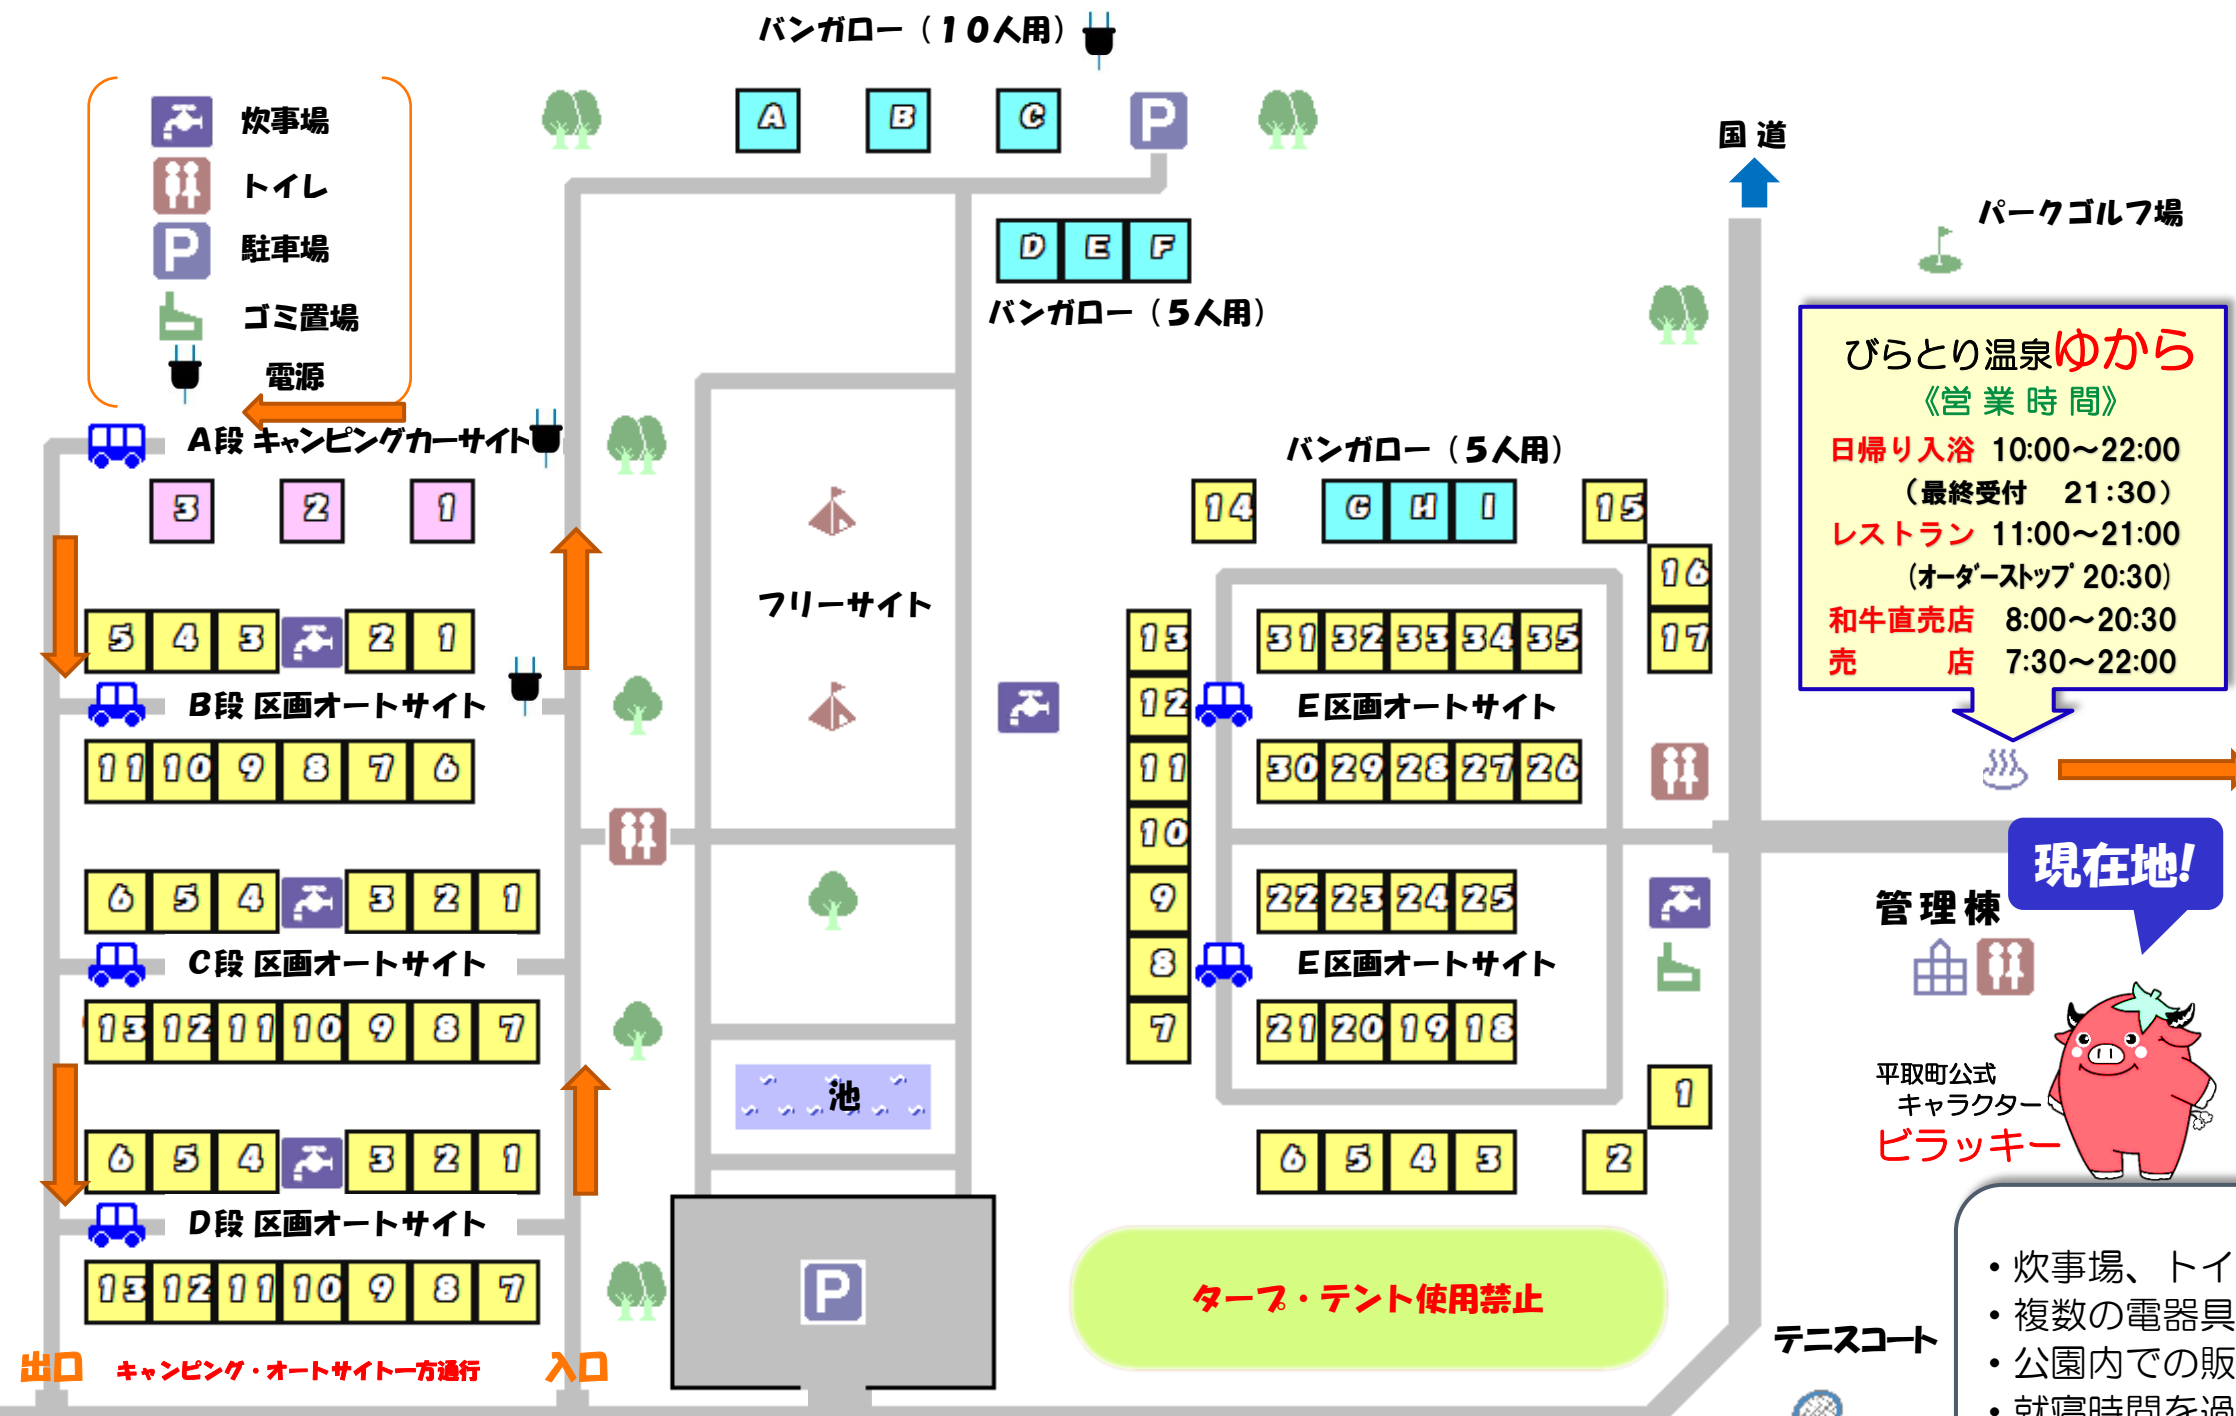 バンガロー（１０人用）
炊事場
トイレ
駐車場
ゴミ置場
電源
A B C
P
国道
パークゴルフ場
D E F
バンガロー（５人用）
びらとり温泉ゆから
《営業時間》
日帰り入浴 10:00～22:00
（最終受付 21:30）
レストラン 11:00～21:00
(オーダーストップ 20:30)
和牛直売店 8:00～20:30
売店 7:30～22:00
A段 キャンピングカーサイト
3 2 1
5 4 3 2 1
B段 区画オートサイト
11 10 9 8 7 6
6 5 4 3 2 1
C段 区画オートサイト
13 12 11 10 9 8 7
6 5 4 3 2 1
D段 区画オートサイト
13 12 11 10 9 8 7
出口
キャンピング・オートサイト一方通行
入口
フリーサイト
池
P
バンガロー（５人用）
14 G H I 15
16
17
13
12
11
10
9
8
7
31 32 33 34 35
E区画オートサイト
30 29 28 27 26
22 23 24 25
E区画オートサイト
21 20 19 18
1
6 5 4 3 2
タープ・テント使用禁止
現在地!
管理棟
平取町公式
キャラクター
ビラッキー
テニスコート
・炊事場、トイ
・複数の電器具
・公園内での販
・就寝時間を過